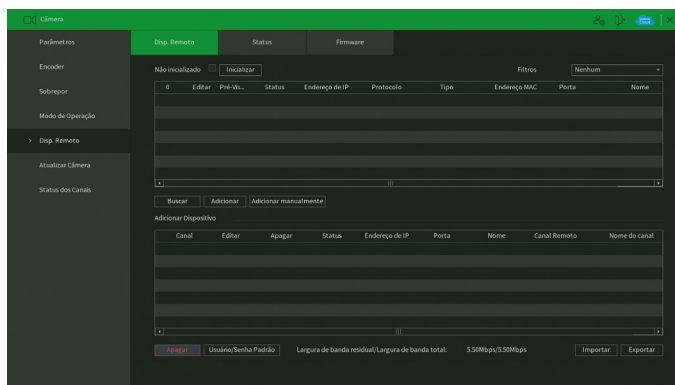 Câmera
Parâmetros
Encoder
Sobrepor
Modo de Operação
> Disp. Remoto
Atualizar Câmera
Status dos Canais
Disp. Remoto Status Firmware
Não inicializado Inicializar Filtros Nenhum
0 Editar Pré-Vis... Status Endereço de IP Protocolo Tipo Endereço MAC Porta Nome
Buscar Adicionar Adicionar manualmente
Adicionar Dispositivo
Canal Editar Apagar Status Endereço de IP Porta Nome Canal Remoto Nome do canal
Apagar Usuário/Senha Padrão Largura de banda residual/Largura de banda total: 5.50Mbps/5.50Mbps Importar Exportar